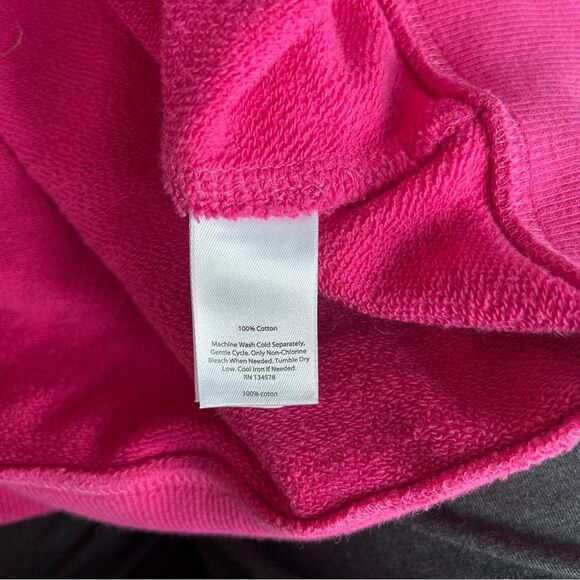 100% Cotton
Machine Wash Cold Separately,
Gentle Cycle. Only Non-Chlorine
Bleach When Needed. Tumble Dry
Low. Cool Iron If Needed.
RN 134578
100% coton